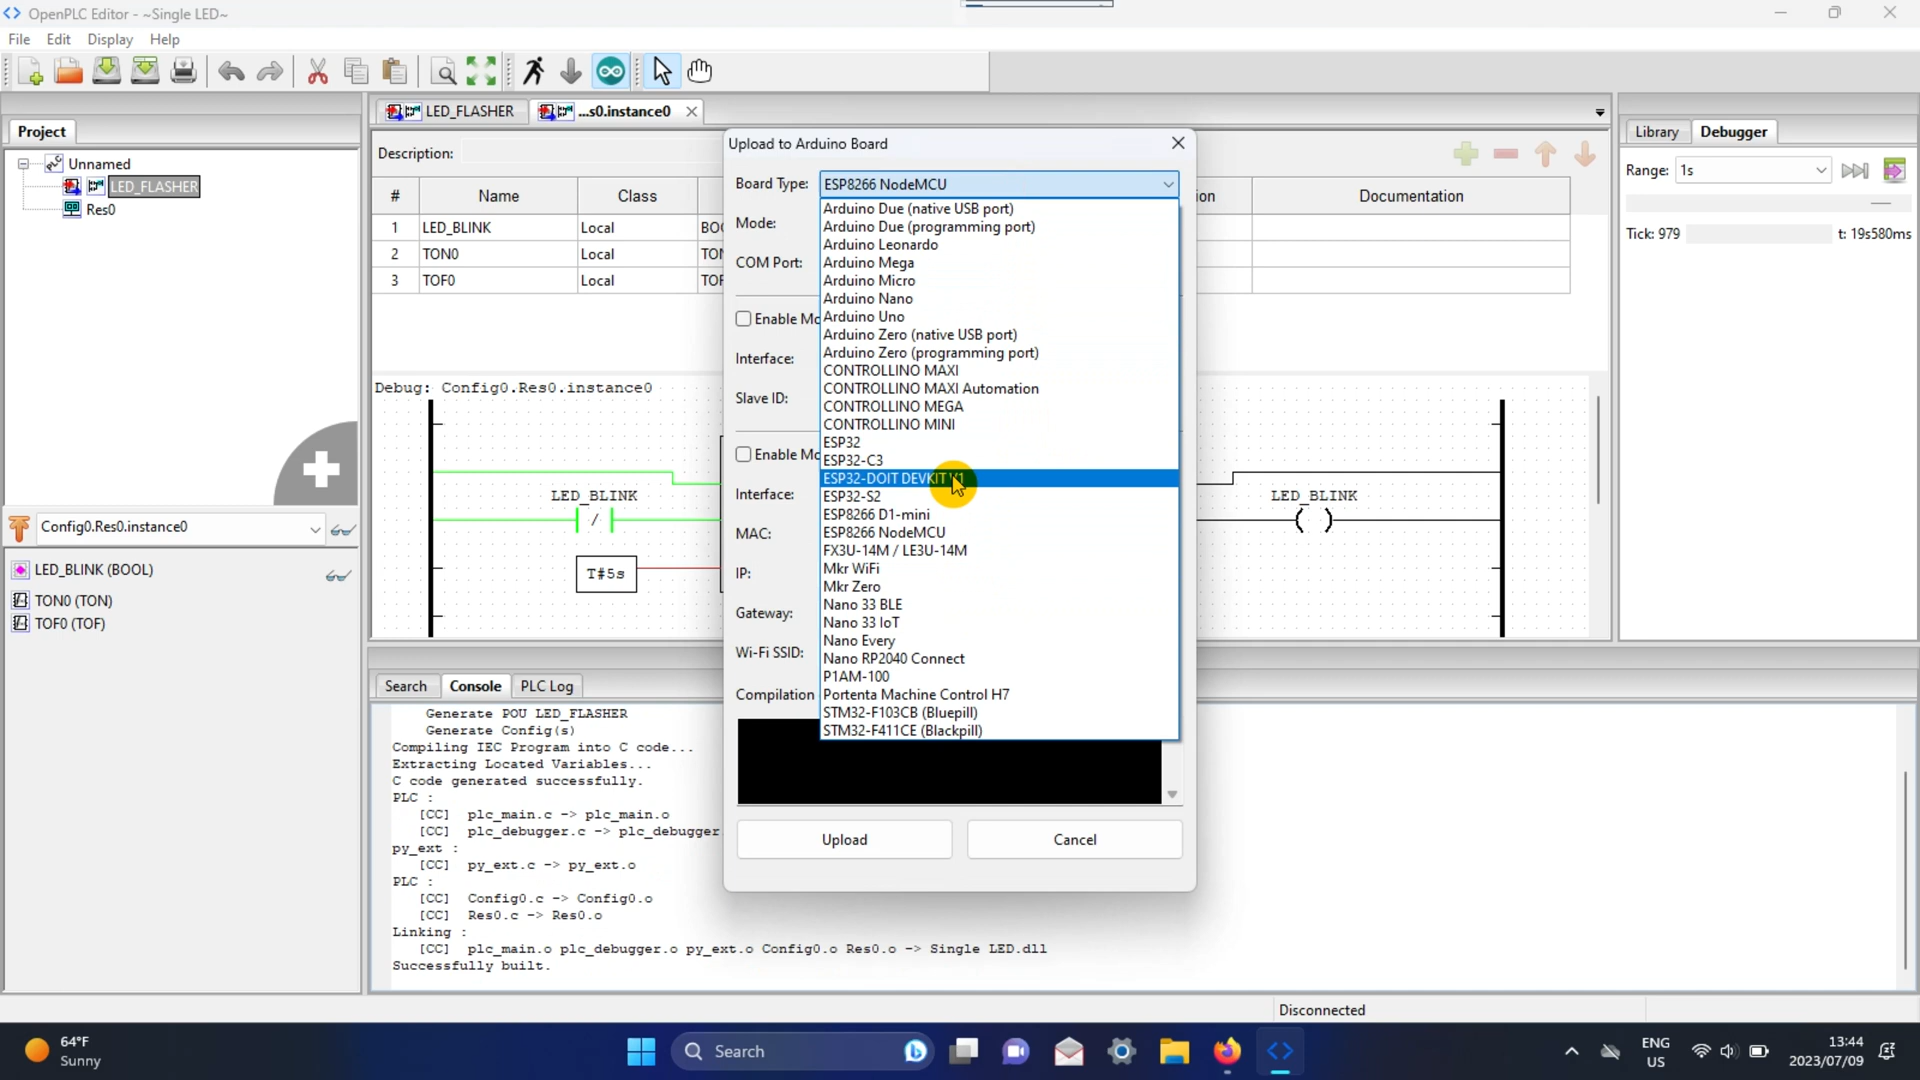 OpenPLC Editor - ~Single LED~
File Edit Display Help
Project
Unnamed
LED_FLASHER
Res0
Config0.Res0.instance0
LED_BLINK (BOOL)
TON0 (TON)
TOF0 (TOF)
LED_FLASHER ...s0.instance0
Description:
# Name Class Documentation
1 LED_BLINK Local
2 TON0 Local
3 TOF0 Local
Debug: Config0.Res0.instance0
LED_BLINK
/
T#5s
LED_BLINK
( )
Upload to Arduino Board
Board Type: ESP8266 NodeMCU
Mode:
COM Port:
Interface:
Slave ID:
Interface:
MAC:
IP:
Gateway:
Wi-Fi SSID:
Compilation
Arduino Due (native USB port)
Arduino Due (programming port)
Arduino Leonardo
Arduino Mega
Arduino Micro
Arduino Nano
Arduino Uno
Arduino Zero (native USB port)
Arduino Zero (programming port)
CONTROLLINO MAXI
CONTROLLINO MAXI Automation
CONTROLLINO MEGA
CONTROLLINO MINI
ESP32
ESP32-C3
ESP32-DOIT DEVKIT V1
ESP32-S2
ESP8266 D1-mini
ESP8266 NodeMCU
FX3U-14M / LE3U-14M
Mkr WiFi
Mkr Zero
Nano 33 BLE
Nano 33 IoT
Nano Every
Nano RP2040 Connect
P1AM-100
Portenta Machine Control H7
STM32-F103CB (Bluepill)
STM32-F411CE (Blackpill)
Upload Cancel
Library Debugger
Range: 1s
Tick: 979 t: 19s580ms
Search Console PLC Log
Generate POU LED_FLASHER
Generate Config(s)
Compiling IEC Program into C code...
Extracting Located Variables...
C code generated successfully.
PLC :
[CC] plc_main.c -> plc_main.o
[CC] plc_debugger.c -> plc_debugger
py_ext :
[CC] py_ext.c -> py_ext.o
PLC :
[CC] Config0.c -> Config0.o
[CC] Res0.c -> Res0.o
Linking :
[CC] plc_main.o plc_debugger.o py_ext.o Config0.o Res0.o -> Single LED.dll
Successfully built.
Disconnected
64°F
Sunny
Search
ENG
US
13:44
2023/07/09